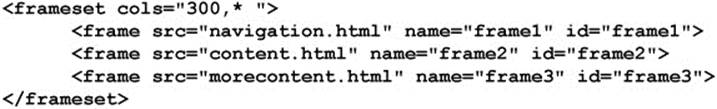 <frameset cols="300,* ">
<frame src="navigation.html" name="frame1" id="frame1">
<frame src="content.html" name="frame2" id="frame2">
<frame src="morecontent.html" name="frame3" id="frame3">
</frameset>